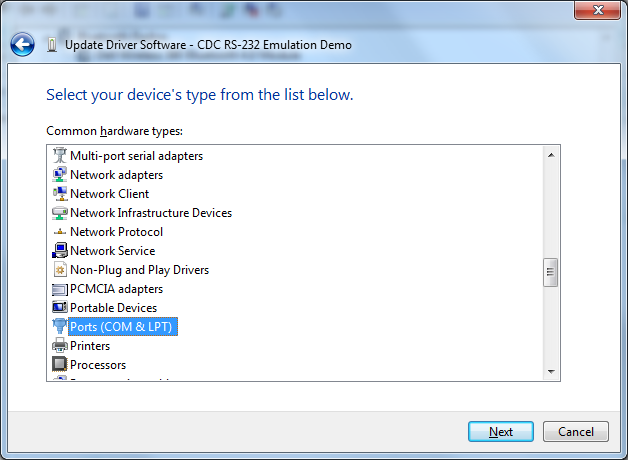 Update Driver Software - CDC RS-232 Emulation Demo
Select your device's type from the list below.
Common hardware types:
Multi-port serial adapters
Network adapters
Network Client
Network Infrastructure Devices
Network Protocol
Network Service
Non-Plug and Play Drivers
PCMCIA adapters
Portable Devices
Ports (COM & LPT)
Printers
Processors
Next
Cancel